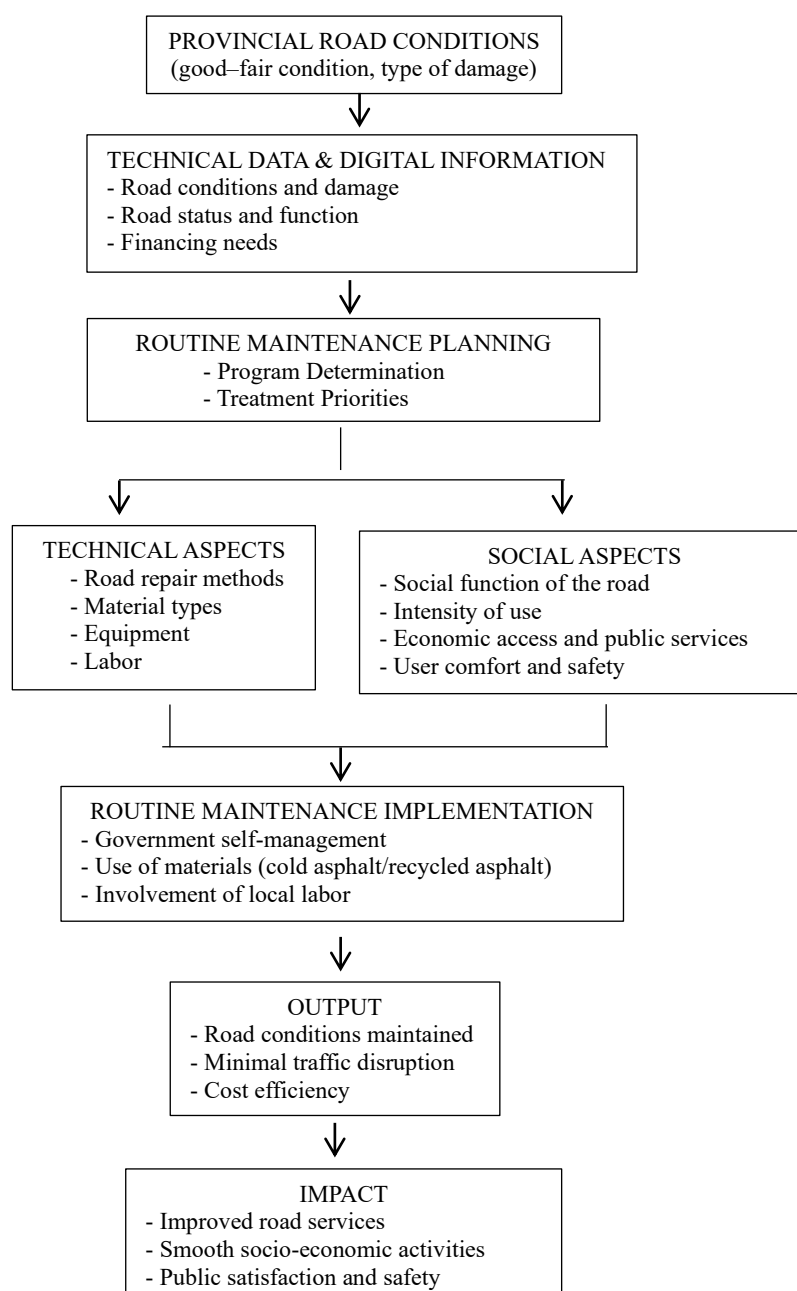 PROVINCIAL ROAD CONDITIONS
(good–fair condition, type of damage)
TECHNICAL DATA & DIGITAL INFORMATION
- Road conditions and damage
- Road status and function
- Financing needs
ROUTINE MAINTENANCE PLANNING
- Program Determination
- Treatment Priorities
TECHNICAL ASPECTS
- Road repair methods
- Material types
- Equipment
- Labor
SOCIAL ASPECTS
- Social function of the road
- Intensity of use
- Economic access and public services
- User comfort and safety
ROUTINE MAINTENANCE IMPLEMENTATION
- Government self-management
- Use of materials (cold asphalt/recycled asphalt)
- Involvement of local labor
OUTPUT
- Road conditions maintained
- Minimal traffic disruption
- Cost efficiency
IMPACT
- Improved road services
- Smooth socio-economic activities
- Public satisfaction and safety